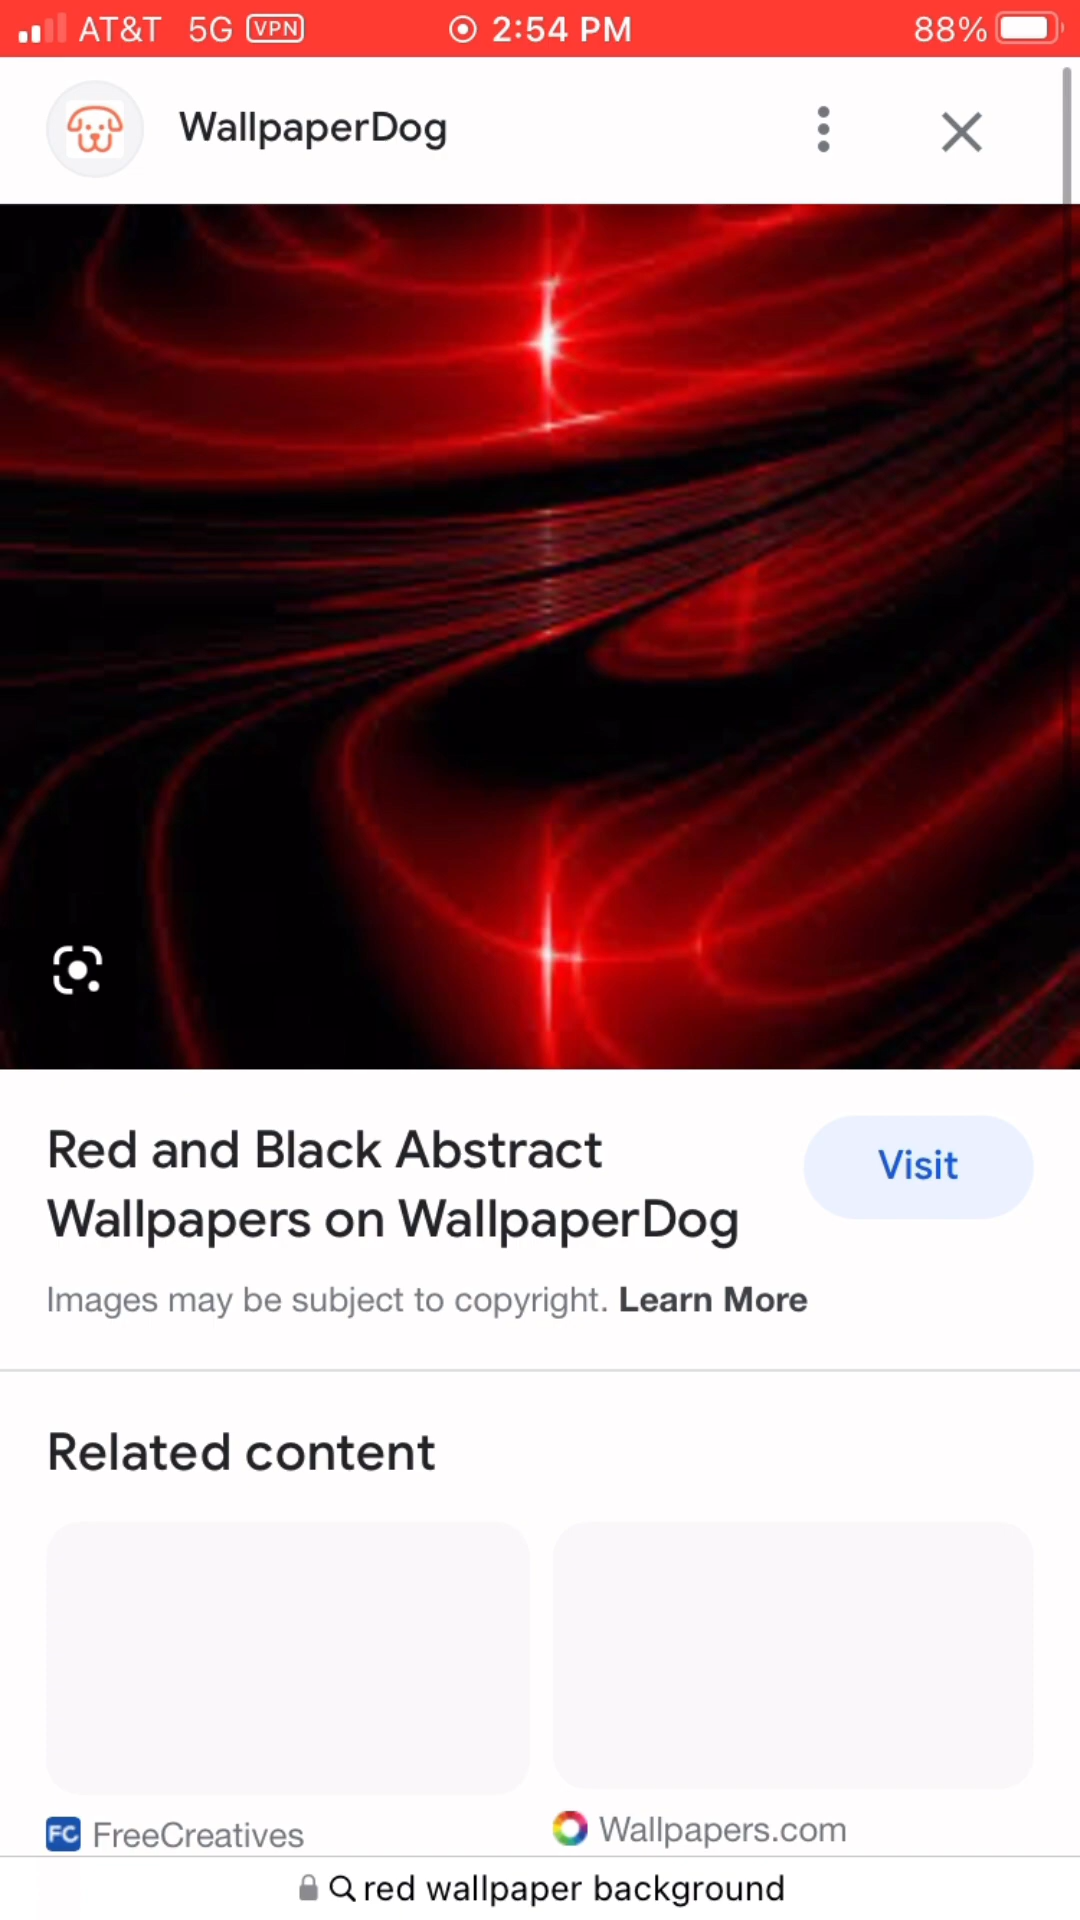 AT&T 5G VPN 2:54 PM 88%
WallpaperDog
Red and Black Abstract
Wallpapers on WallpaperDog
Visit
Images may be subject to copyright. Learn More
Related content
FC FreeCreatives
Wallpapers.com
red wallpaper background